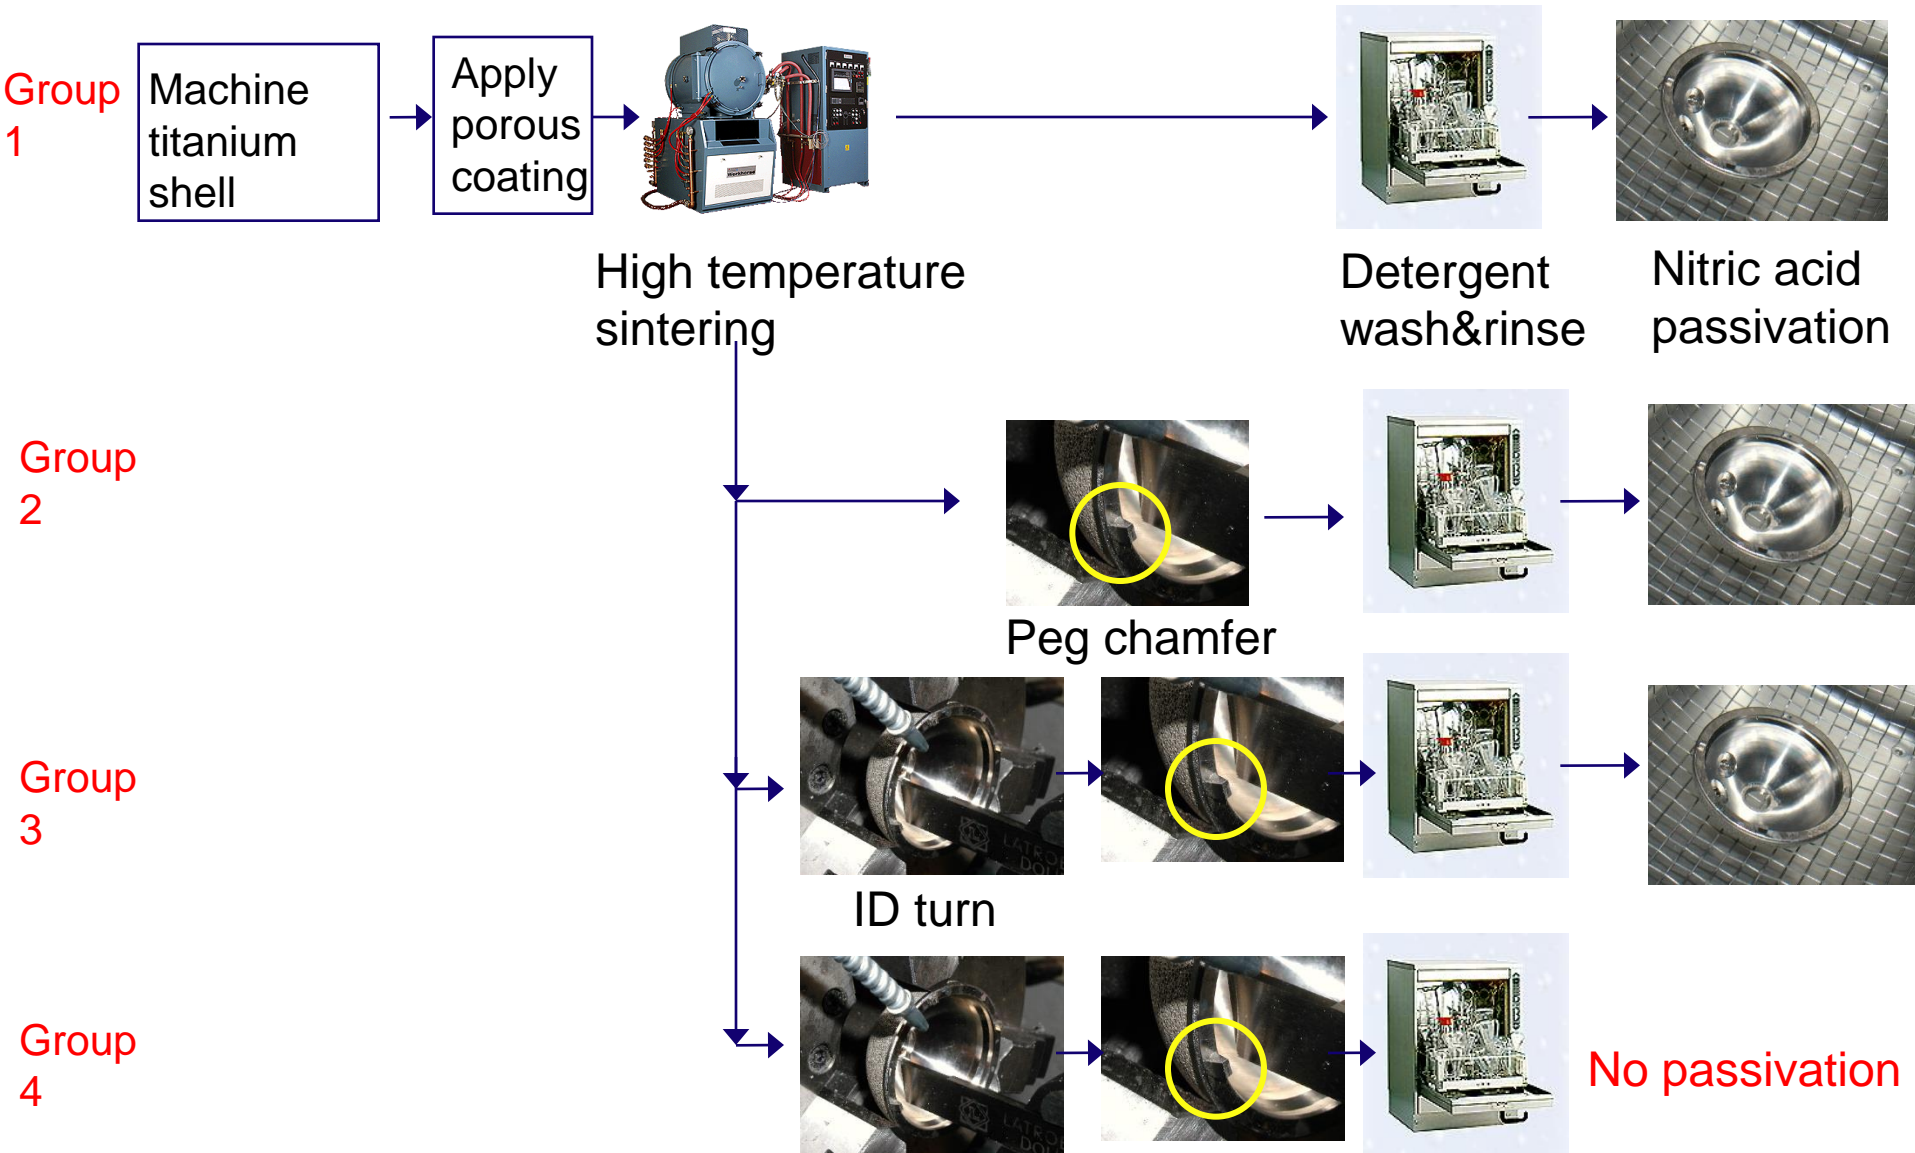 Group
1
Machine
titanium
shell
Apply
porous
coating
High temperature
sintering
Detergent
wash&rinse
Nitric acid
passivation
Group
2
Peg chamfer
Group
3
ID turn
Group
4
No passivation